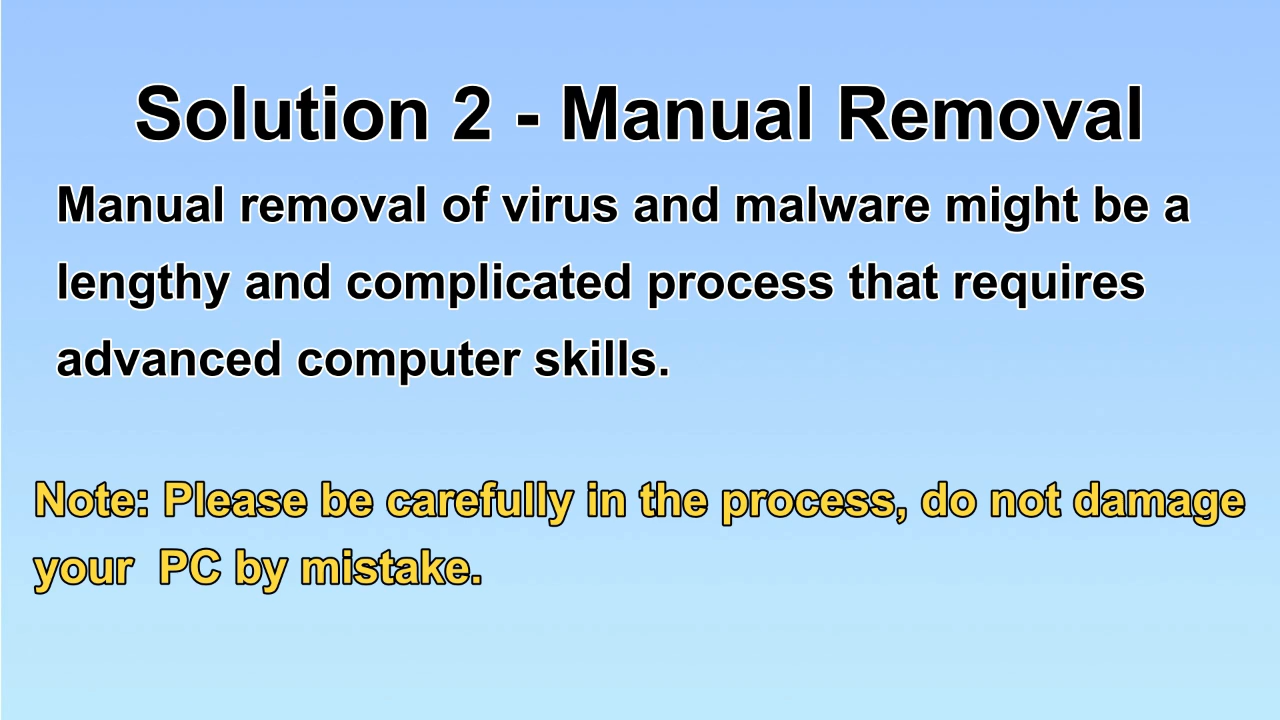 Solution 2 - Manual Removal
Manual removal of virus and malware might be a
lengthy and complicated process that requires
advanced computer skills.
Note: Please be carefully in the process, do not damage
your  PC by mistake.